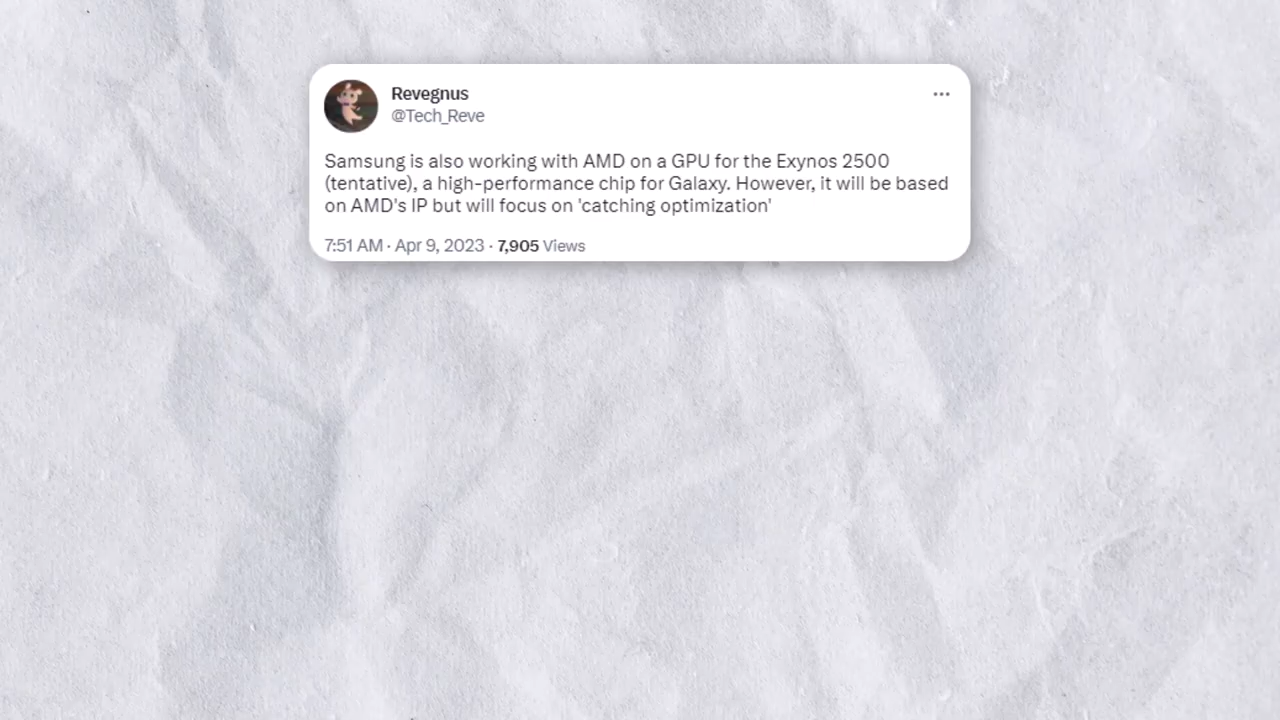 Revegnus
@Tech_Reve
Samsung is also working with AMD on a GPU for the Exynos 2500
(tentative), a high-performance chip for Galaxy. However, it will be based
on AMD's IP but will focus on 'catching optimization'
7:51 AM · Apr 9, 2023 · 7,905 Views